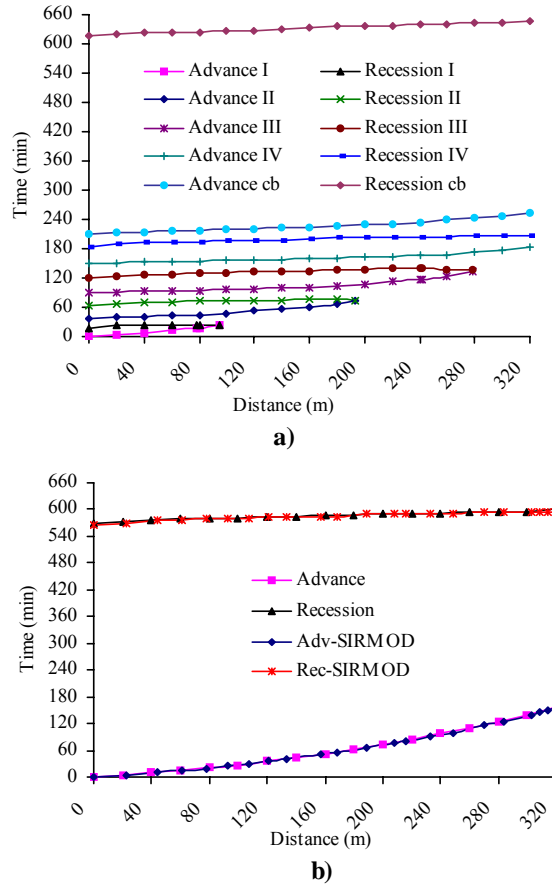 660
600
540
480
420
360
300
240
180
120
60
0
Time (min)
Advance I
Recession I
Advance II
Recession II
Advance III
Recession III
Advance IV
Recession IV
Advance cb
Recession cb
0
40
80
120
160
200
240
280
320
Distance (m)
a)
660
600
540
480
420
360
300
240
180
120
60
0
Time (min)
Advance
Recession
Adv-SIRMOD
Rec-SIRMOD
0
40
80
120
160
200
240
280
320
Distance (m)
b)